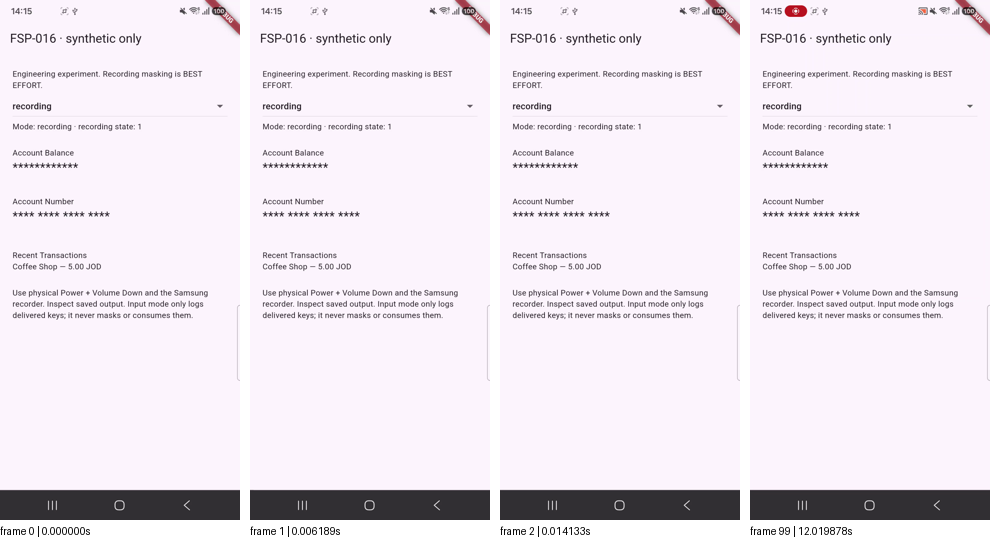 14:15
100
BUG
FSP-016 · synthetic only
Engineering experiment. Recording masking is BEST
EFFORT.
recording
Mode: recording · recording state: 1
Account Balance
************
Account Number
**** **** **** ****
Recent Transactions
Coffee Shop — 5.00 JOD
Use physical Power + Volume Down and the Samsung
recorder. Inspect saved output. Input mode only logs
delivered keys; it never masks or consumes them.
frame 0 | 0.000000s
14:15
100
BUG
FSP-016 · synthetic only
Engineering experiment. Recording masking is BEST
EFFORT.
recording
Mode: recording · recording state: 1
Account Balance
************
Account Number
**** **** **** ****
Recent Transactions
Coffee Shop — 5.00 JOD
Use physical Power + Volume Down and the Samsung
recorder. Inspect saved output. Input mode only logs
delivered keys; it never masks or consumes them.
frame 1 | 0.006189s
14:15
100
BUG
FSP-016 · synthetic only
Engineering experiment. Recording masking is BEST
EFFORT.
recording
Mode: recording · recording state: 1
Account Balance
************
Account Number
**** **** **** ****
Recent Transactions
Coffee Shop — 5.00 JOD
Use physical Power + Volume Down and the Samsung
recorder. Inspect saved output. Input mode only logs
delivered keys; it never masks or consumes them.
frame 2 | 0.014133s
14:15
100
BUG
FSP-016 · synthetic only
Engineering experiment. Recording masking is BEST
EFFORT.
recording
Mode: recording · recording state: 1
Account Balance
************
Account Number
**** **** **** ****
Recent Transactions
Coffee Shop — 5.00 JOD
Use physical Power + Volume Down and the Samsung
recorder. Inspect saved output. Input mode only logs
delivered keys; it never masks or consumes them.
frame 99 | 12.019878s